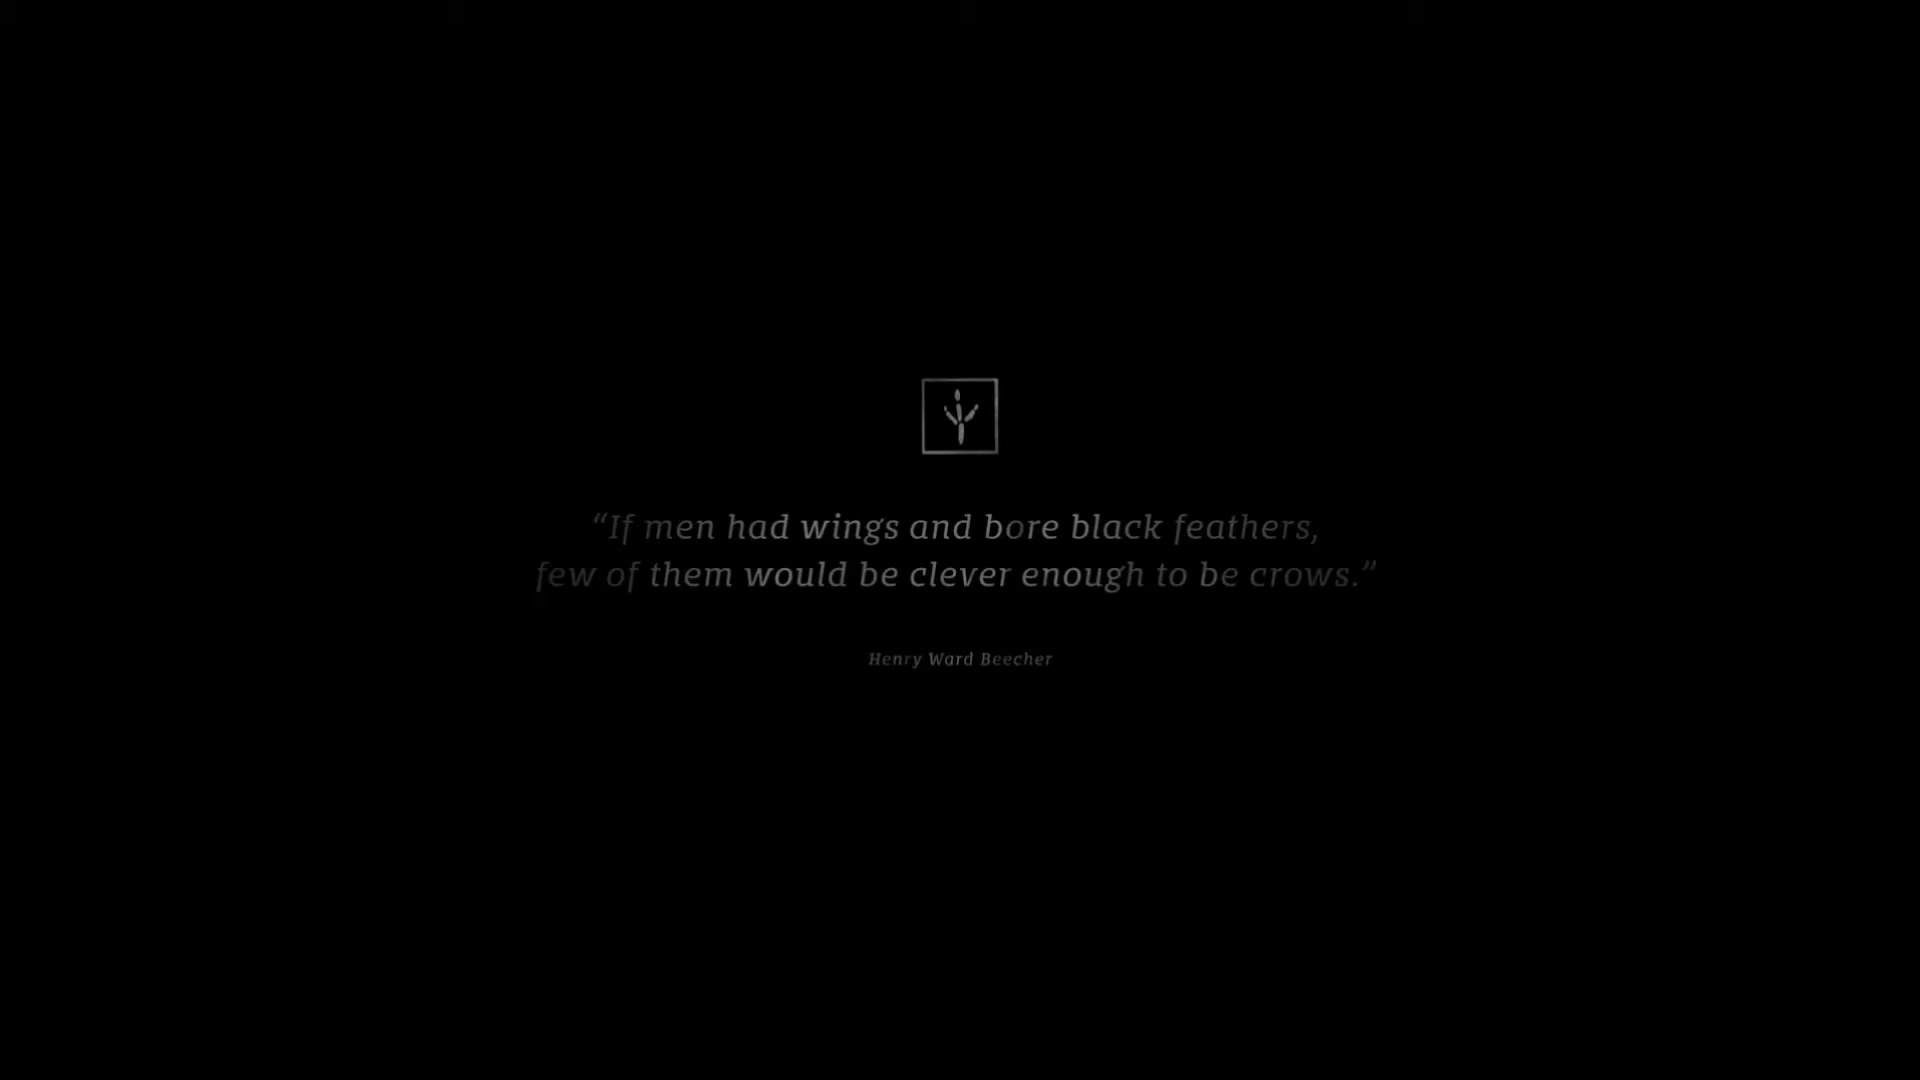 “If men had wings and bore black feathers,
few of them would be clever enough to be crows.”
Henry Ward Beecher